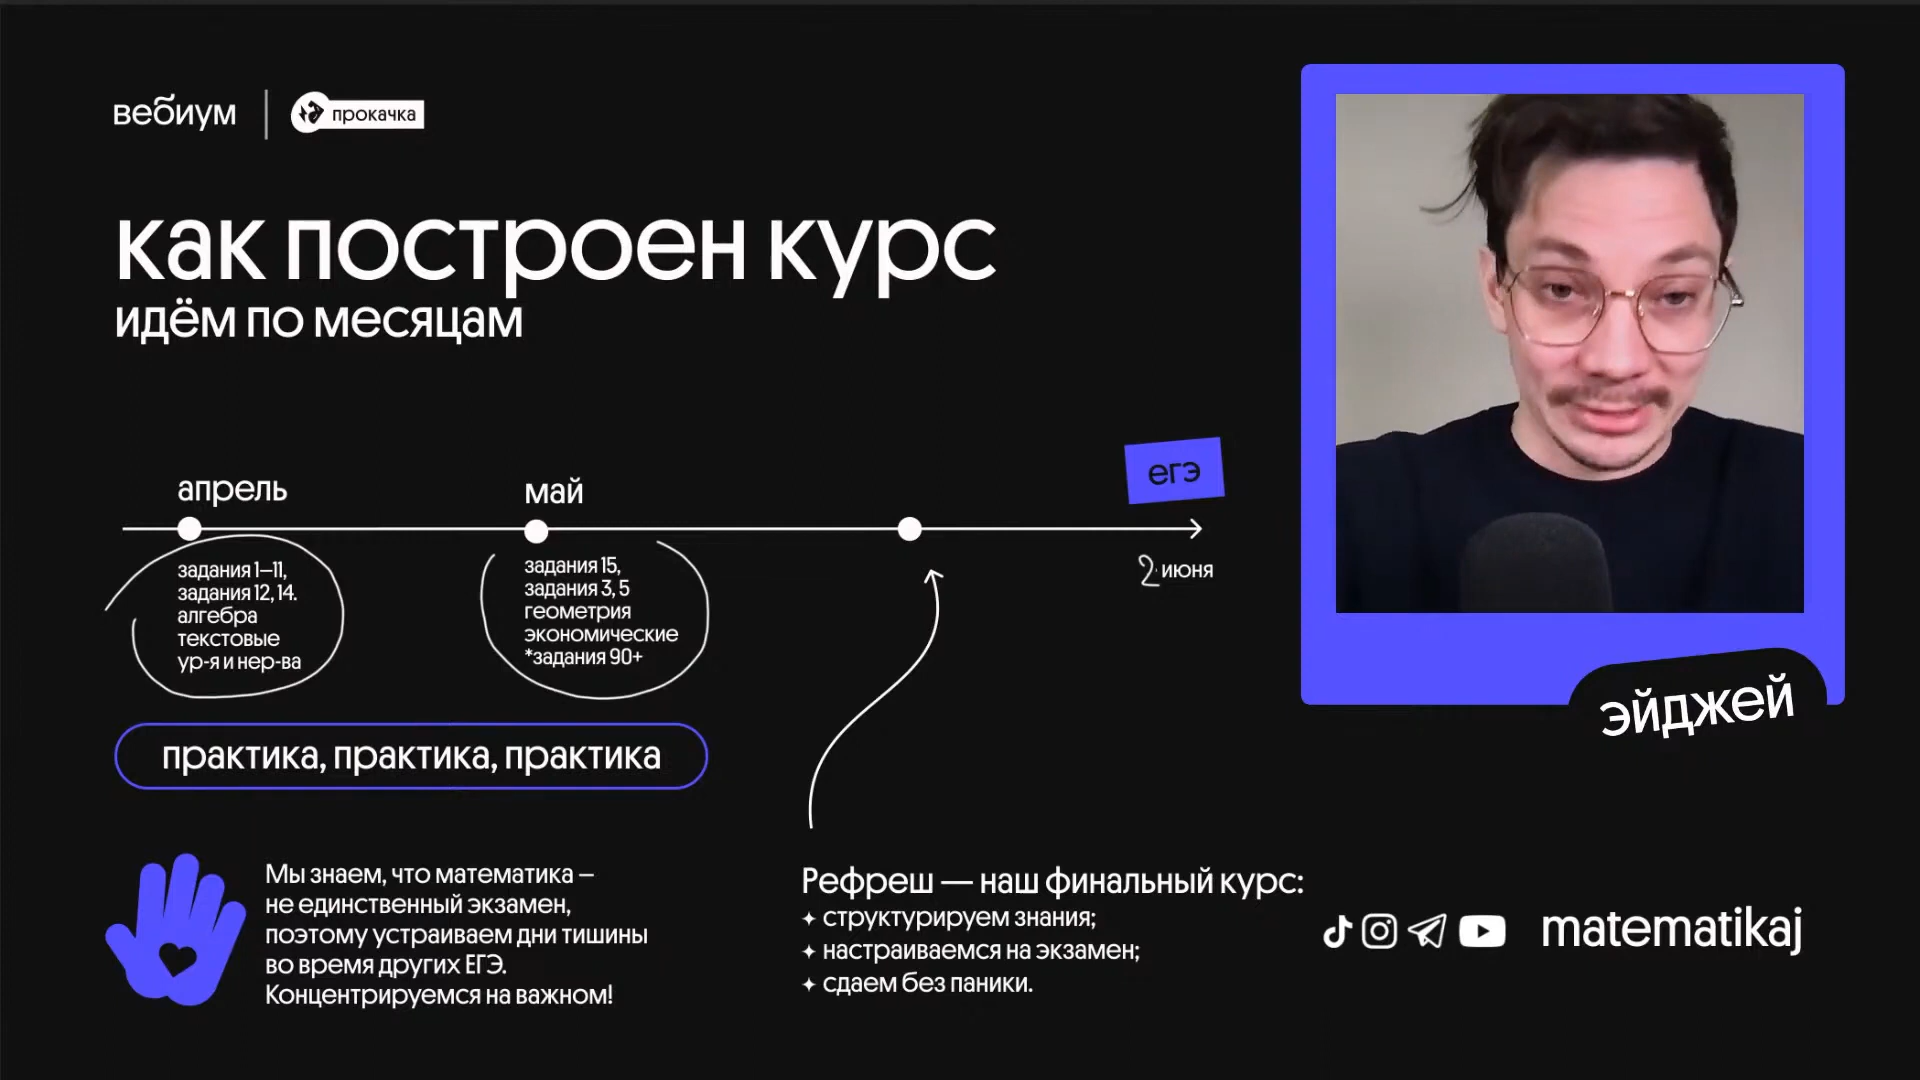 вебиум
прокачка
как построен курс
идём по месяцам
апрель
май
егэ
2 июня
задания 1–11,
задания 12, 14.
алгебра
текстовые
ур-я и нер-ва
задания 15,
задания 3, 5
геометрия
экономические
*задания 90+
эйджей
практика, практика, практика
Мы знаем, что математика –
не единственный экзамен,
поэтому устраиваем дни тишины
во время других ЕГЭ.
Концентрируемся на важном!
Рефреш — наш финальный курс:
структурируем знания;
настраиваемся на экзамен;
сдаем без паники.
matematikaj